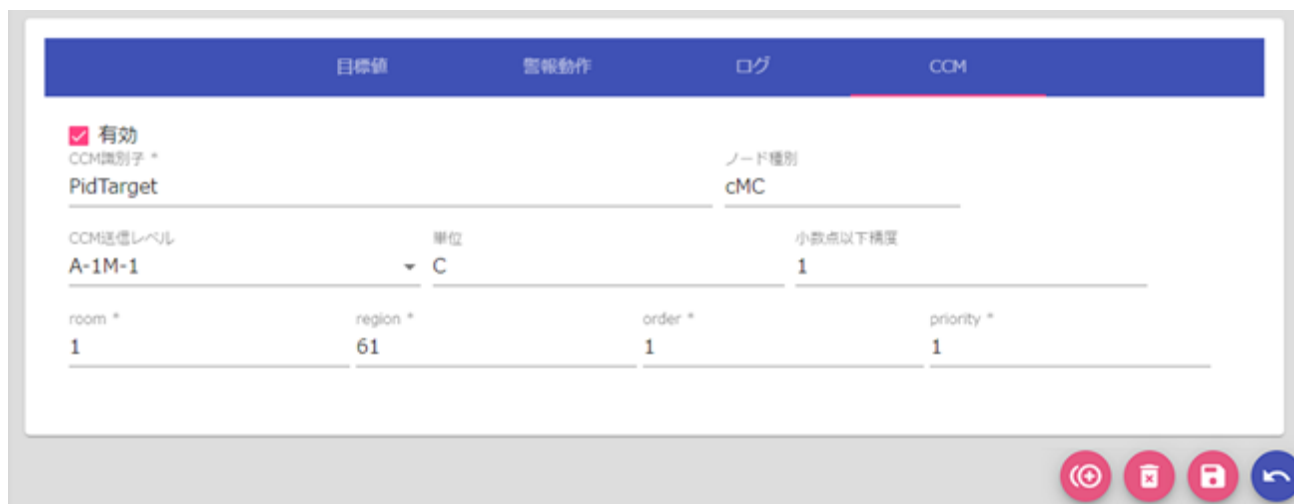 目標値 警報動作 ログ CCM
有効
CCM識別子 * ノード種別
PidTarget cMC
CCM送信レベル 単位 小数点以下精度
A-1M-1 C 1
room * region * order * priority *
1 61 1 1